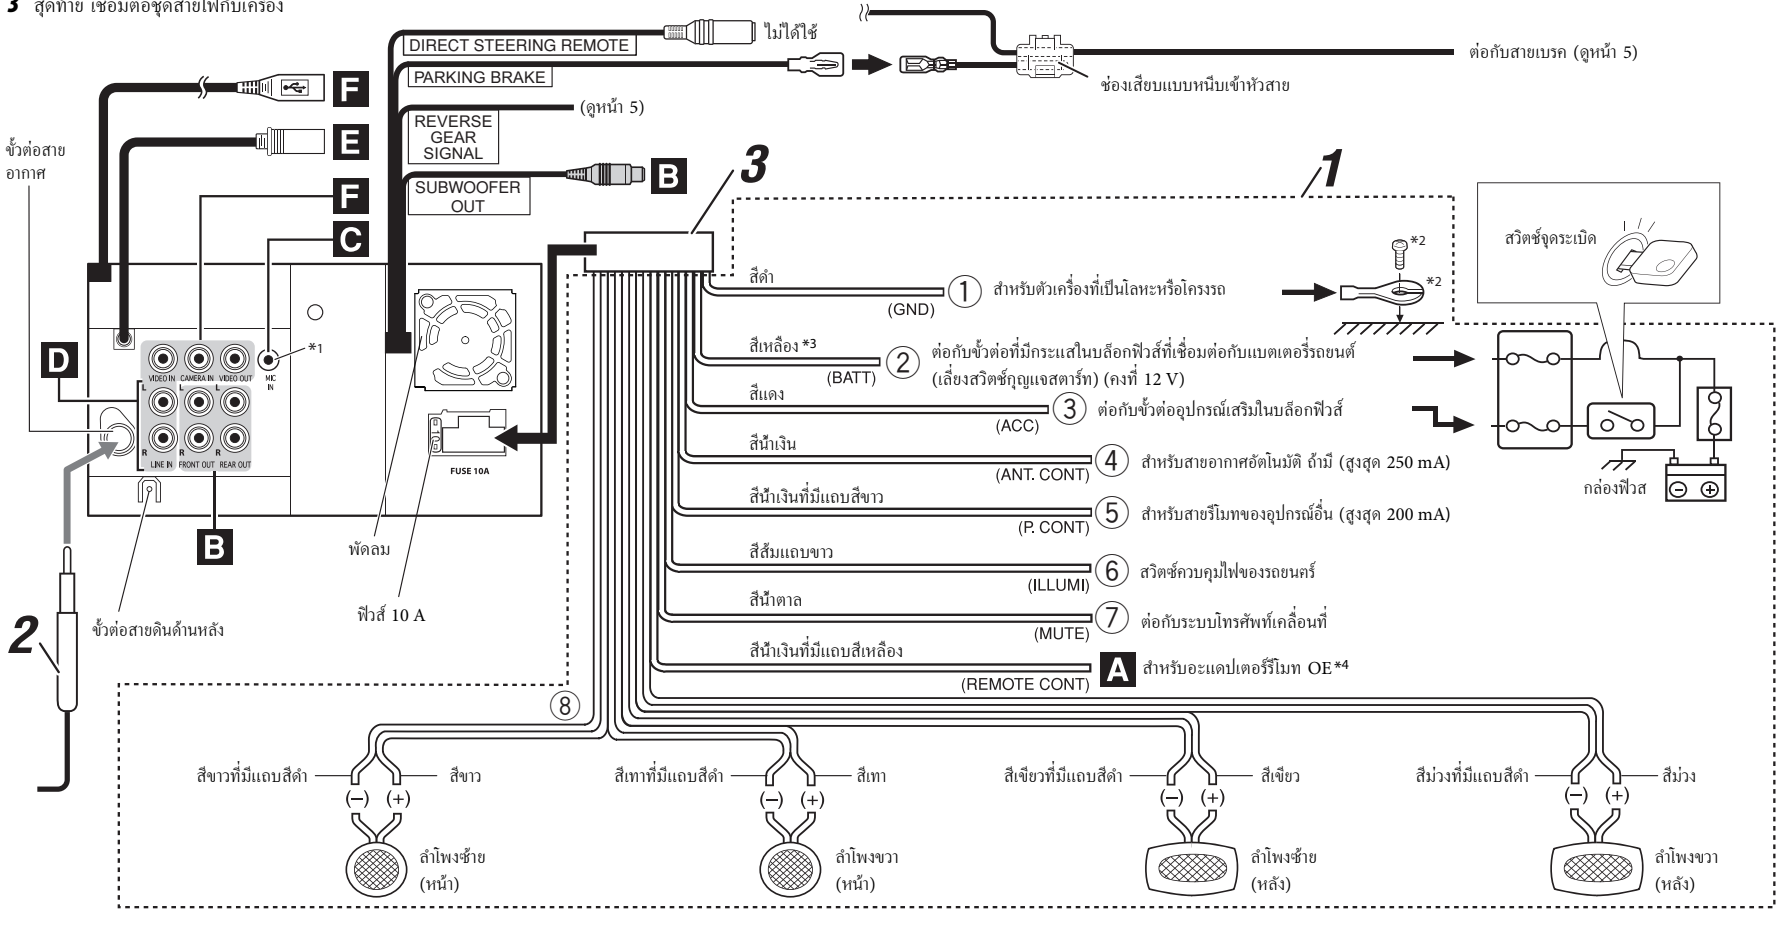 3 สุดท้าย เชื่อมต่อชุดสายไฟกับเครื่อง
DIRECT STEERING REMOTE
ไม่ได้ใช้
PARKING BRAKE
ต่อกับสายเบรค (ดูหน้า 5)
ช่องเสียบแบบหนีบเข้าหัวสาย
F
REVERSE
GEAR
SIGNAL
(ดูหน้า 5)
E
ขั้วต่อสาย
อากาศ
SUBWOOFER
OUT
B
3
1
F
C
สวิตช์จุดระเบิด
*2
*2
สีดำ
(GND)
1 สำหรับตัวเครื่องที่เป็นโลหะหรือโครงรถ
*1
D
VIDEO IN
CAMERA IN
VIDEO OUT
MIC
IN
L
L
L
R
R
R
LINE IN
FRONT OUT
REAR OUT
สีเหลือง *3
(BATT)
2 ต่อกับขั้วต่อที่มีกระแสในบล็อกฟิวส์ที่เชื่อมต่อกับแบตเตอรี่รถยนต์
(เลี่ยงสวิตช์กุญแจสตาร์ท) (คงที่ 12 V)
สีแดง
(ACC)
3 ต่อกับขั้วต่ออุปกรณ์เสริมในบล็อกฟิวส์
10
FUSE 10A
สีน้ำเงิน
(ANT. CONT)
4 สำหรับสายอากาศอัตโนมัติ ถ้ามี (สูงสุด 250 mA)
กล่องฟิวส
สีน้ำเงินที่มีแถบสีขาว
(P. CONT)
5 สำหรับสายรีโมทของอุปกรณ์อื่น (สูงสุด 200 mA)
B
พัดลม
สีส้มแถบขาว
(ILLUMI)
6 สวิตซ์ควบคุมไฟของรถยนตร์
ฟิวส์ 10 A
สีน้ำตาล
(MUTE)
7 ต่อกับระบบโทรศัพท์เคลื่อนที่
2
ขั้วต่อสายดินด้านหลัง
สีน้ำเงินที่มีแถบสีเหลือง
(REMOTE CONT)
A สำหรับอะแดปเตอร์รีโมท OE*4
8
สีขาวที่มีแถบสีดำ
สีขาว
สีเทาที่มีแถบสีดำ
สีเทา
สีเขียวที่มีแถบสีดำ
สีเขียว
สีม่วงที่มีแถบสีดำ
สีม่วง
(−) (+)
(−) (+)
(−) (+)
(−) (+)
ลำโพงซ้าย
(หน้า)
ลำโพงขวา
(หน้า)
ลำโพงซ้าย
(หลัง)
ลำโพงขวา
(หลัง)